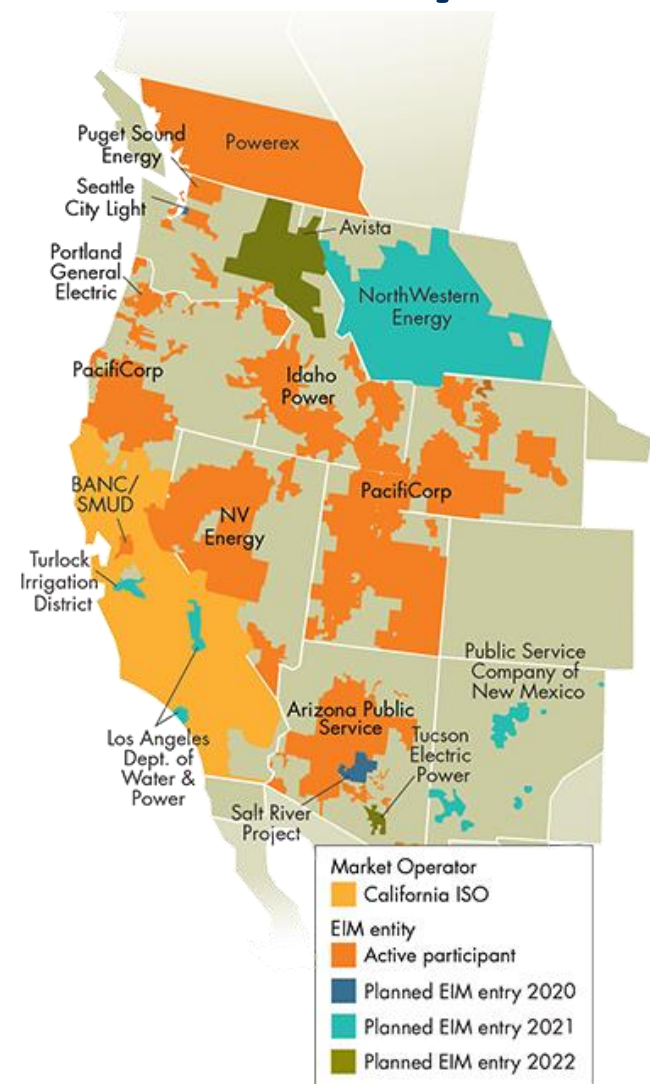 Powerex
Puget Sound
Energy
Seattle
City Light
Avista
Portland
General
Electric
NorthWestern
Energy
PacifiCorp
Idaho
Power
BANC/
SMUD
NV
Energy
PacifiCorp
Turlock
Irrigation
District
Public Service
Company of
New Mexico
Arizona Public
Service
Tucson
Electric
Power
Los Angeles
Dept. of
Water &
Power
Salt River
Project
Market Operator
California ISO
EIM entity
Active participant
Planned EIM entry 2020
Planned EIM entry 2021
Planned EIM entry 2022